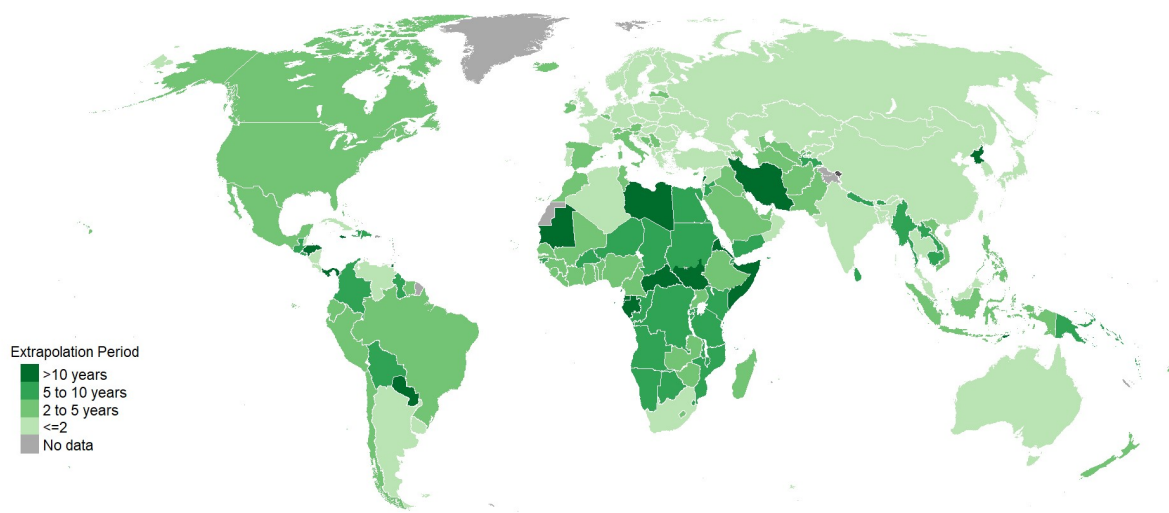 Extrapolation Period
>10 years
5 to 10 years
2 to 5 years
<=2
No data